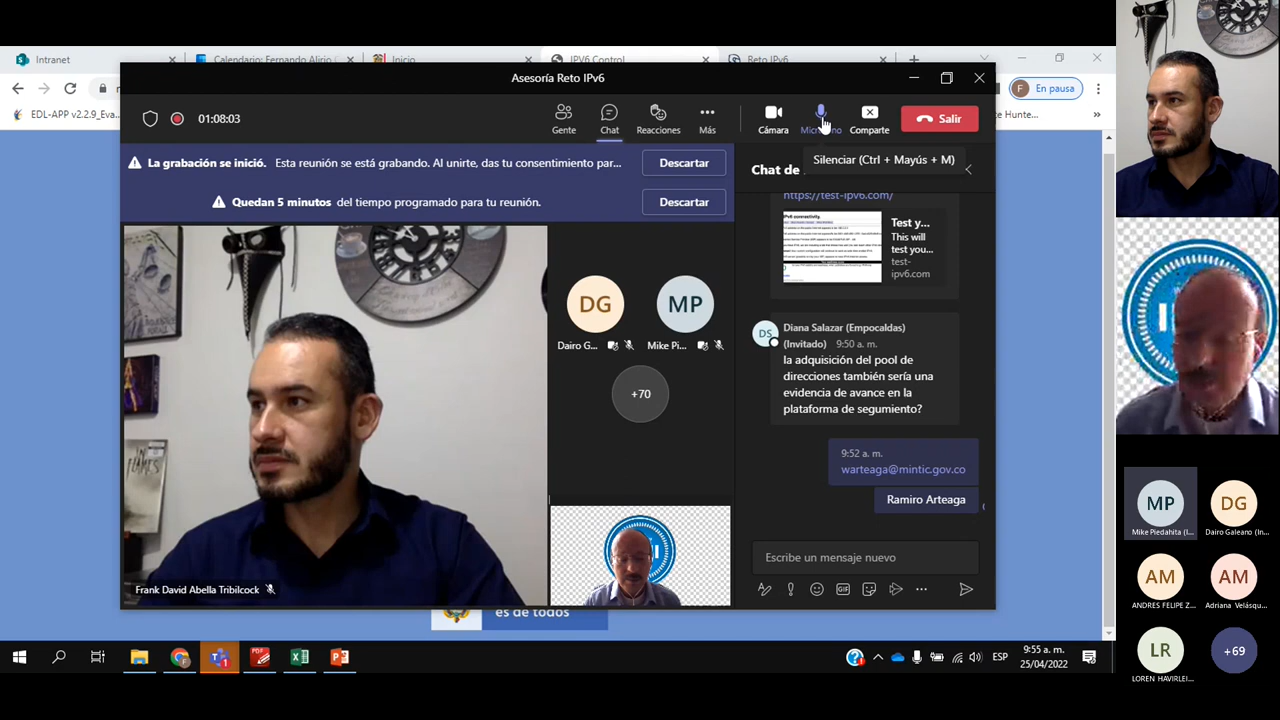 Intranet
Calendario: Fernando Alirio
Inicio
IPV6 Control
Reto IPv6
EDL-APP v2.2.9_Eva...
En pausa
F
Hunte...
Asesoría Reto IPv6
01:08:03
Gente
Chat
Reacciones
Más
Cámara
Micrófono
Comparte
Salir
Silenciar (Ctrl + Mayús + M)
La grabación se inició. Esta reunión se está grabando. Al unirte, das tu consentimiento par...
Descartar
Quedan 5 minutos del tiempo programado para tu reunión.
Descartar
Chat de
https://test-ipv6.com/
Test y...
This will
test you...
test-
ipv6.com
DS
Diana Salazar (Empocaldas)
(Invitado) 9:50 a. m.
la adquisición del pool de
direcciones también sería una
evidencia de avance en la
plataforma de segumiento?
9:52 a. m.
warteaga@mintic.gov.co
Ramiro Arteaga
Escribe un mensaje nuevo
GIF
DG
MP
Dairo G...
Mike Pi...
+70
Frank David Abella Tribilcock
es de todos
PDF
ESP
9:55 a. m.
25/04/2022
MP
DG
Mike Piedahita (I...
Dairo Galeano (In...
AM
AM
ANDRES FELIPE Z...
Adriana Velásqu...
LR
+69
LOREN HAVIRLEI...